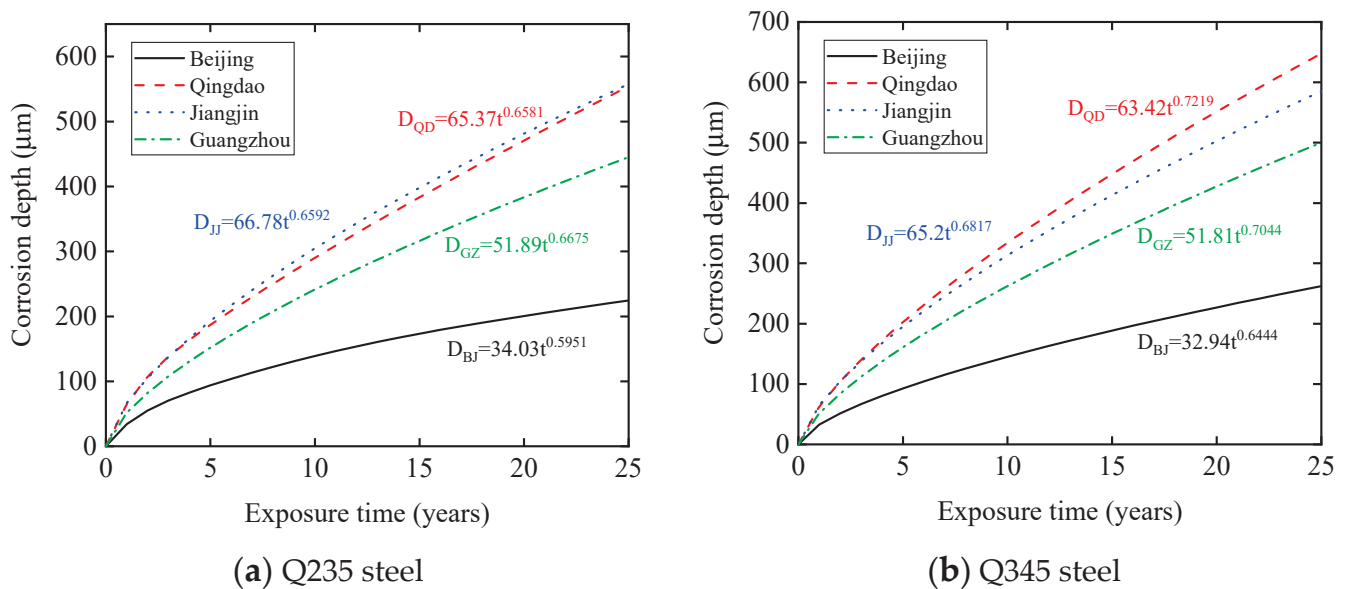 600
500
400
300
200
100
0
Corrosion depth (μm)
Beijing
Qingdao
Jiangjin
Guangzhou
D_QD=65.37t^0.6581
D_JJ=66.78t^0.6592
D_GZ=51.89t^0.6675
D_BJ=34.03t^0.5951
0 5 10 15 20 25
Exposure time (years)
(a) Q235 steel
700
600
500
400
300
200
100
0
Corrosion depth (μm)
Beijing
Qingdao
Jiangjin
Guangzhou
D_QD=63.42t^0.7219
D_JJ=65.2t^0.6817
D_GZ=51.81t^0.7044
D_BJ=32.94t^0.6444
0 5 10 15 20 25
Exposure time (years)
(b) Q345 steel